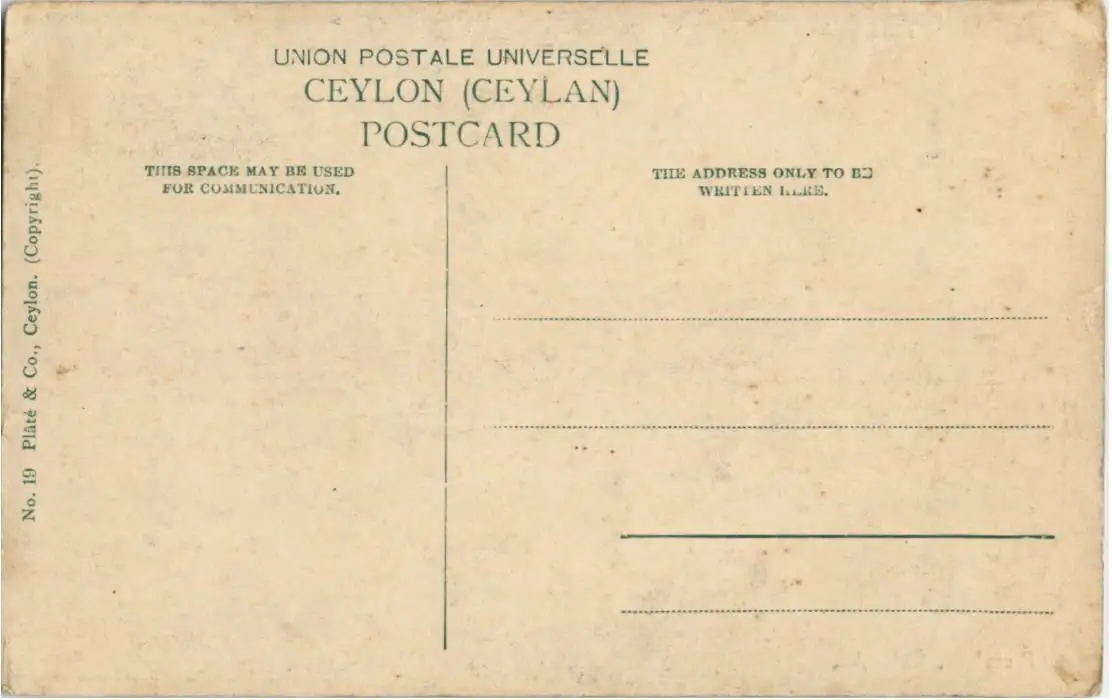 UNION POSTALE UNIVERSELLE
CEYLON (CEYLAN)
POSTCARD
THIS SPACE MAY BE USED
FOR COMMUNICATION.
THE ADDRESS ONLY TO BE
WRITTEN HERE.
No. 19 Plâté & Co., Ceylon. (Copyright).